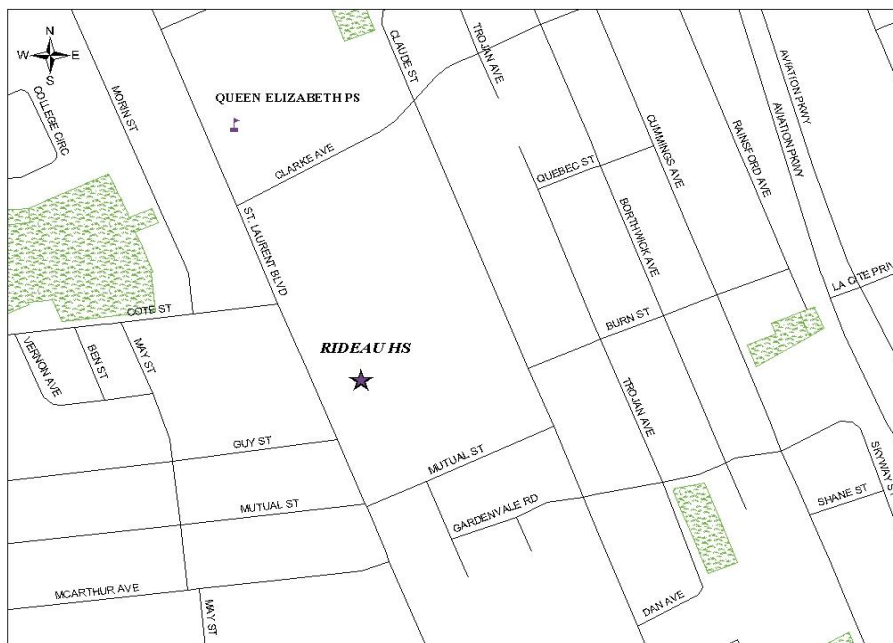 N
W E
S
COLLEGE CIRC
MORIN ST
QUEEN ELIZABETH PS
CLARKE AVE
CLAUDE ST
TROJAN AVE
AVIATION PKWY
AVIATION PKWY
RAINSFORD AVE
CUMMINGS AVE
QUEBEC ST
BORTHWICK AVE
ST. LAURENT BLVD
LA CITE PRIV
COTE ST
BURN ST
VERNON AVE
BEN ST
MAY ST
RIDEAU HS
TROJAN AVE
GUY ST
MUTUAL ST
MUTUAL ST
GARDENVALE RD
SKYWAY S
SHANE ST
MCARTHUR AVE
MAY ST
DAN AVE